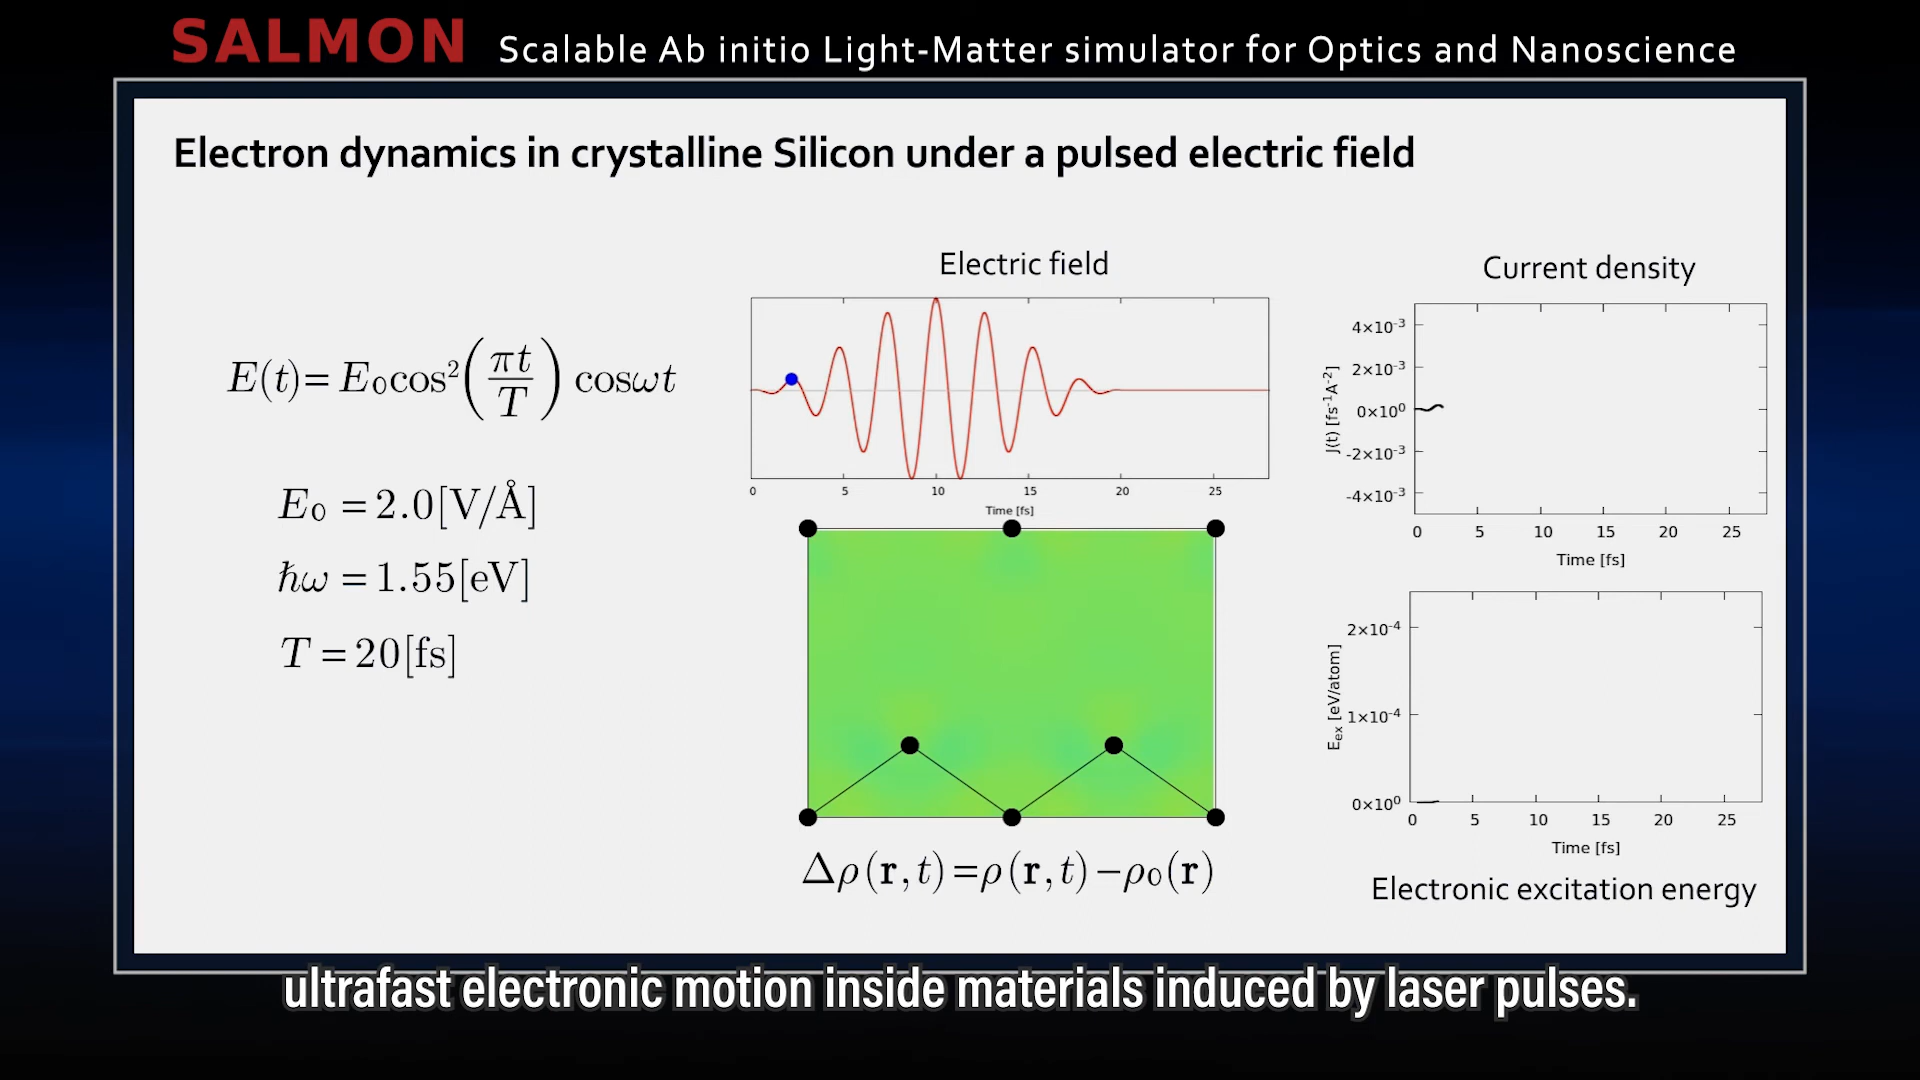 SALMON Scalable Ab initio Light-Matter simulator for Optics and Nanoscience
Electron dynamics in crystalline Silicon under a pulsed electric field
E(t)= E₀cos²(πt/T) cosωt
E₀ = 2.0[V/Å]
ħω = 1.55[eV]
T = 20[fs]
Electric field
0 5 10 15 20 25
Time [fs]
Δρ(r,t)=ρ(r,t)−ρ₀(r)
Current density
J(t) [fs⁻¹A⁻²]
4×10⁻³
2×10⁻³
0×10⁰
-2×10⁻³
-4×10⁻³
0 5 10 15 20 25
Time [fs]
Eₑₓ [eV/atom]
2×10⁻⁴
1×10⁻⁴
0×10⁰
0 5 10 15 20 25
Time [fs]
Electronic excitation energy
ultrafast electronic motion inside materials induced by laser pulses.